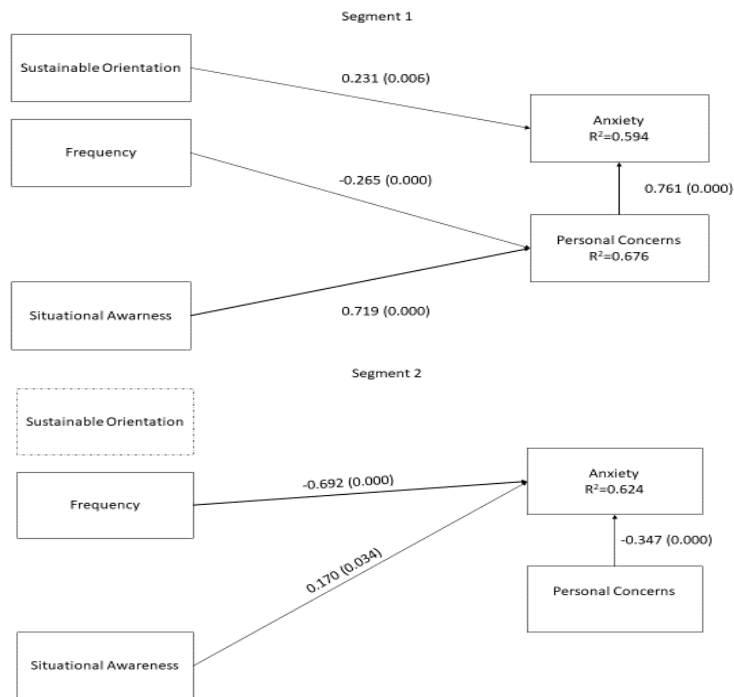 Segment 1
Sustainable Orientation
0.231 (0.006)
Anxiety
R²=0.594
Frequency
-0.265 (0.000)
0.761 (0.000)
Personal Concerns
R²=0.676
Situational Awarness
0.719 (0.000)
Segment 2
Sustainable Orientation
Anxiety
R²=0.624
Frequency
-0.692 (0.000)
-0.347 (0.000)
0.170 (0.034)
Personal Concerns
Situational Awareness